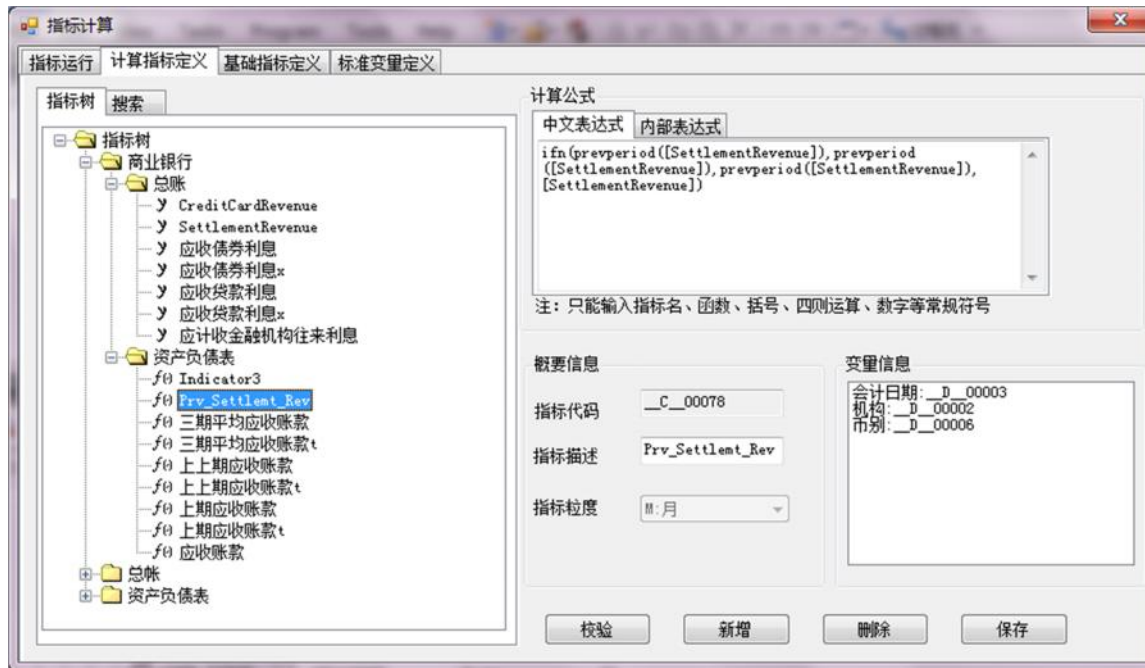 指标计算
指标运行 计算指标定义 基础指标定义 标准变量定义
指标树 搜索
指标树
商业银行
总账
CreditCardRevenue
SettlementRevenue
应收债券利息
应收债券利息x
应收贷款利息
应收贷款利息x
应计收金融机构往来利息
资产负债表
Indicator3
Prv_Settlemt_Rev
三期平均应收账款
三期平均应收账款t
上上期应收账款
上上期应收账款t
上期应收账款
上期应收账款t
应收账款
总帐
资产负债表
计算公式
中文表达式 内部表达式
ifn(prevperiod([SettlementRevenue]),prevperiod
([SettlementRevenue]),prevperiod([SettlementRevenue]),
[SettlementRevenue])
注：只能输入指标名、函数、括号、四则运算、数字等常规符号
概要信息
指标代码 __C__00078
指标描述 Prv_Settlemt_Rev
指标粒度 M:月
变量信息
会计日期:__D__00003
机构:__D__00002
币别:__D__00006
校验 新增 删除 保存